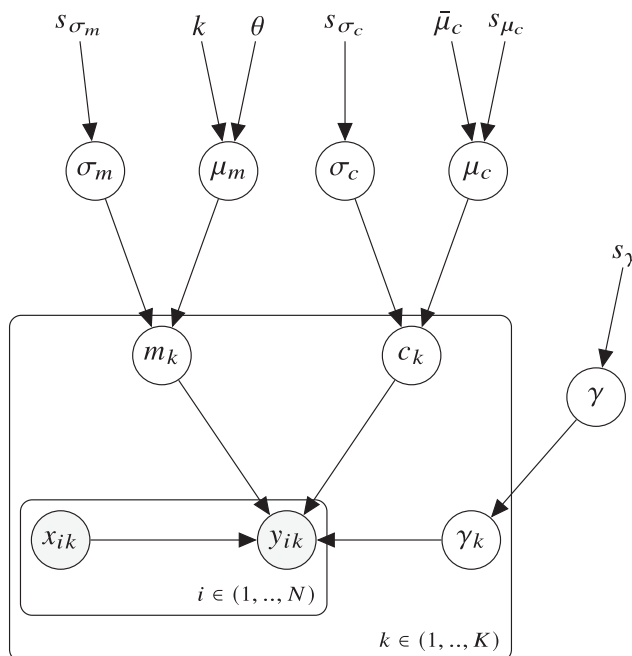 s_{σ_m} k θ s_{σ_c} μ̄_c s_{μ_c}
σ_m μ_m σ_c μ_c
s_γ
m_k c_k
γ
x_{ik} y_{ik} γ_k
i ∈ (1, .., N)
k ∈ (1, .., K)